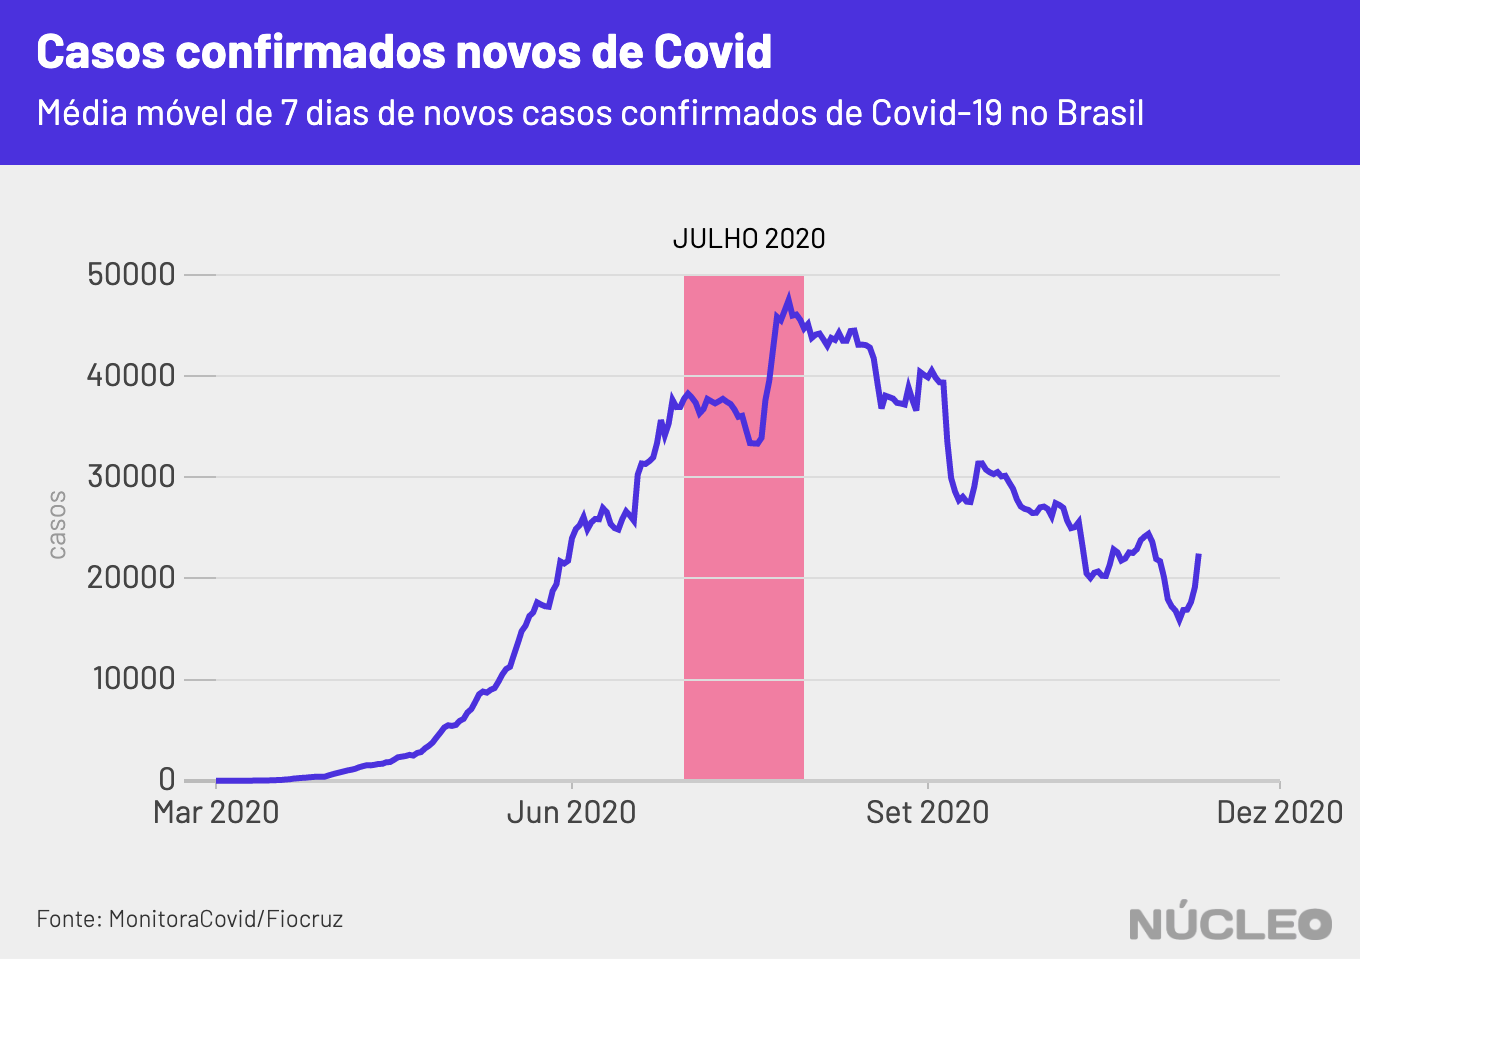 Casos confirmados novos de Covid
Média móvel de 7 dias de novos casos confirmados de Covid-19 no Brasil
JULHO 2020
50000
40000
30000
20000
10000
0
casos
Mar 2020 Jun 2020 Set 2020 Dez 2020
Fonte: MonitoraCovid/Fiocruz
NÚCLEO